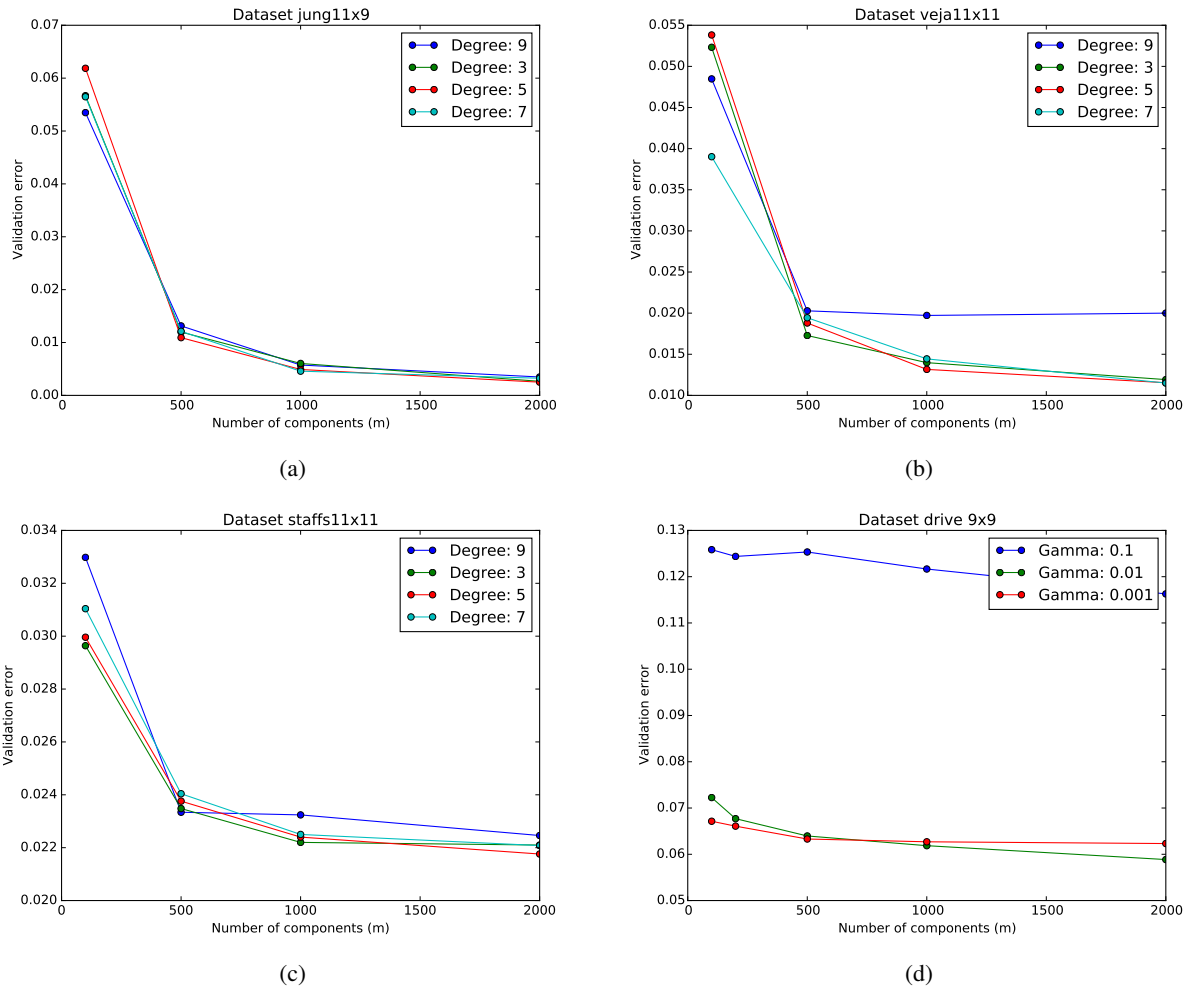 Dataset jung11x9
0.07
0.06
0.05
0.04
0.03
0.02
0.01
0.00
Validation error
0 500 1000 1500 2000
Number of components (m)
Degree: 9
Degree: 3
Degree: 5
Degree: 7
(a)
Dataset veja11x11
0.055
0.050
0.045
0.040
0.035
0.030
0.025
0.020
0.015
0.010
Validation error
0 500 1000 1500 2000
Number of components (m)
Degree: 9
Degree: 3
Degree: 5
Degree: 7
(b)
Dataset staffs11x11
0.034
0.032
0.030
0.028
0.026
0.024
0.022
0.020
Validation error
0 500 1000 1500 2000
Number of components (m)
Degree: 9
Degree: 3
Degree: 5
Degree: 7
(c)
Dataset drive 9x9
0.13
0.12
0.11
0.10
0.09
0.08
0.07
0.06
0.05
Validation error
0 500 1000 1500 2000
Number of components (m)
Gamma: 0.1
Gamma: 0.01
Gamma: 0.001
(d)